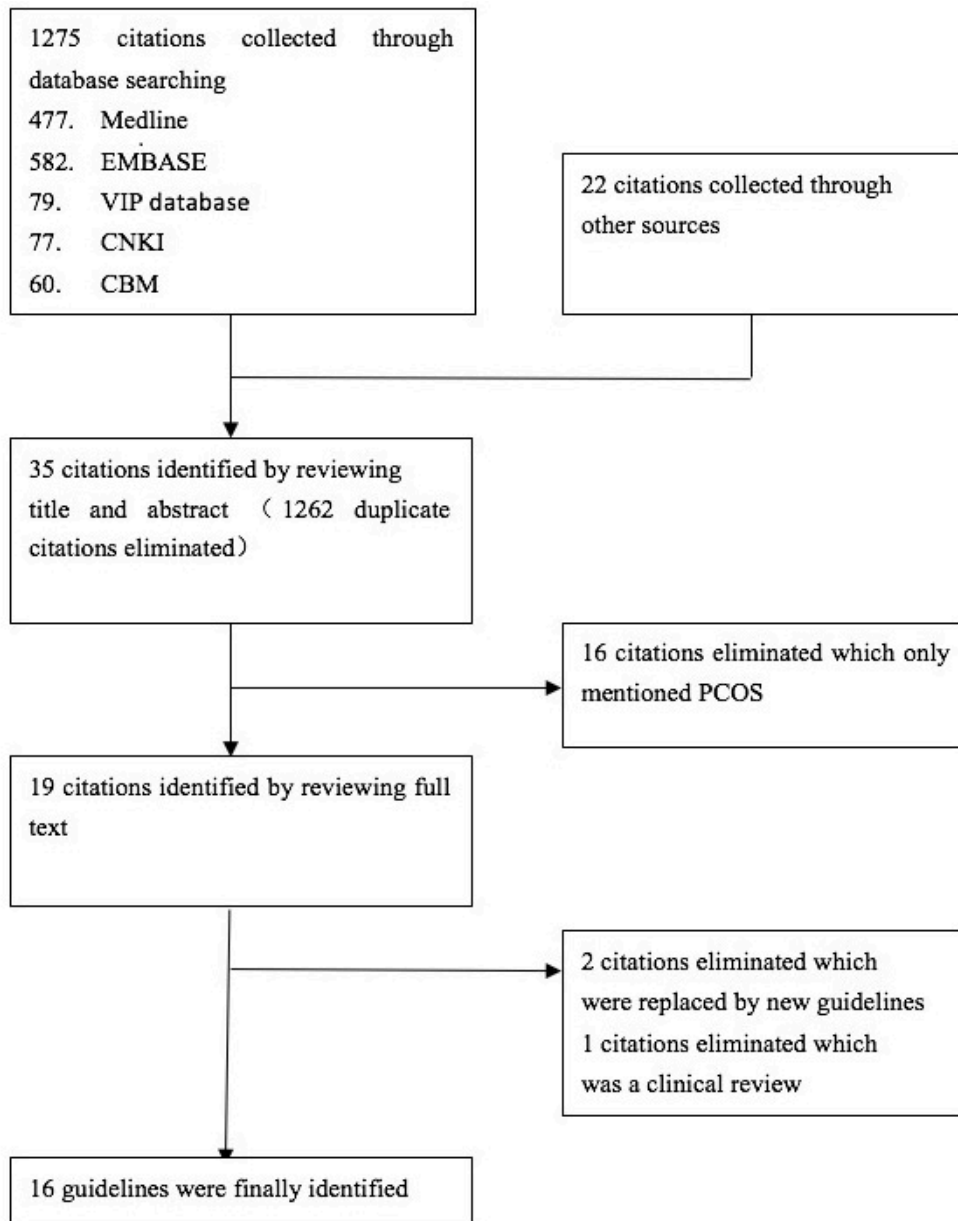 1275 citations collected through
database searching
477. Medline
582. EMBASE
79. VIP database
77. CNKI
60. CBM
22 citations collected through
other sources
35 citations identified by reviewing
title and abstract （1262 duplicate
citations eliminated）
16 citations eliminated which only
mentioned PCOS
19 citations identified by reviewing full
text
2 citations eliminated which
were replaced by new guidelines
1 citations eliminated which
was a clinical review
16 guidelines were finally identified